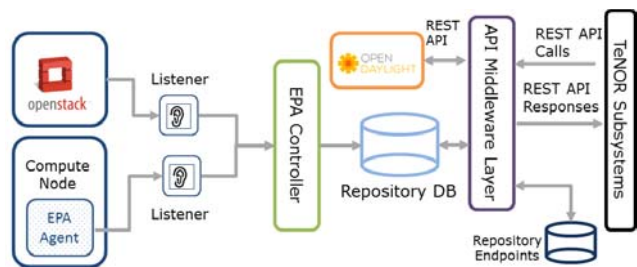 openstack
Listener
Compute
Node
EPA
Agent
Listener
EPA Controller
OPEN
DAYLIGHT
REST
API
Repository DB
API Middleware Layer
REST API
Calls
REST API
Responses
TeNOR Subsystems
Repository
Endpoints